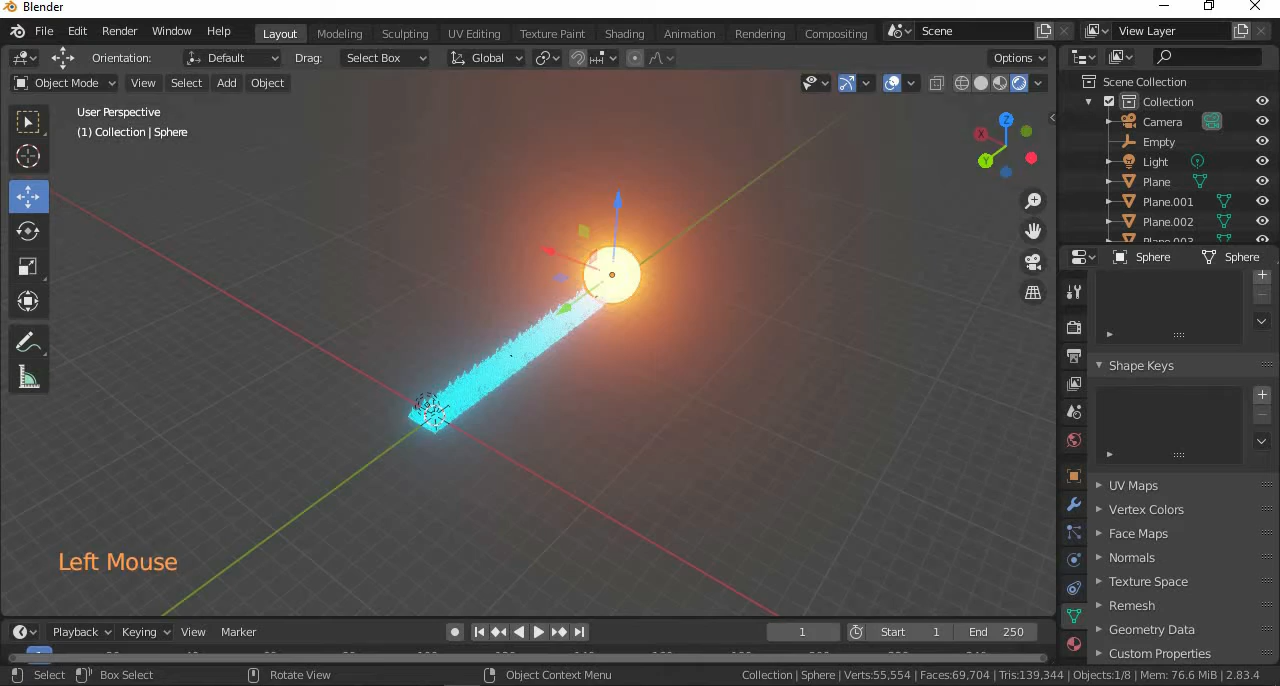 Blender
File Edit Render Window Help Layout Modeling Sculpting UV Editing Texture Paint Shading Animation Rendering Compositing Scene View Layer
Orientation: Default Drag: Select Box Global Options
Object Mode View Select Add Object
User Perspective
(1) Collection | Sphere
Z
X
Y
Scene Collection
Collection
Camera
Empty
Light
Plane
Plane.001
Plane.002
Plane.003
Sphere Sphere
Shape Keys
UV Maps
Vertex Colors
Face Maps
Normals
Texture Space
Remesh
Geometry Data
Custom Properties
Left Mouse
Playback Keying View Marker 1 Start 1 End 250
Select Box Select Rotate View Object Context Menu Collection | Sphere | Verts:55,554 | Faces:69,704 | Tris:139,344 | Objects:1/8 | Mem: 76.6 MiB | 2.83.4